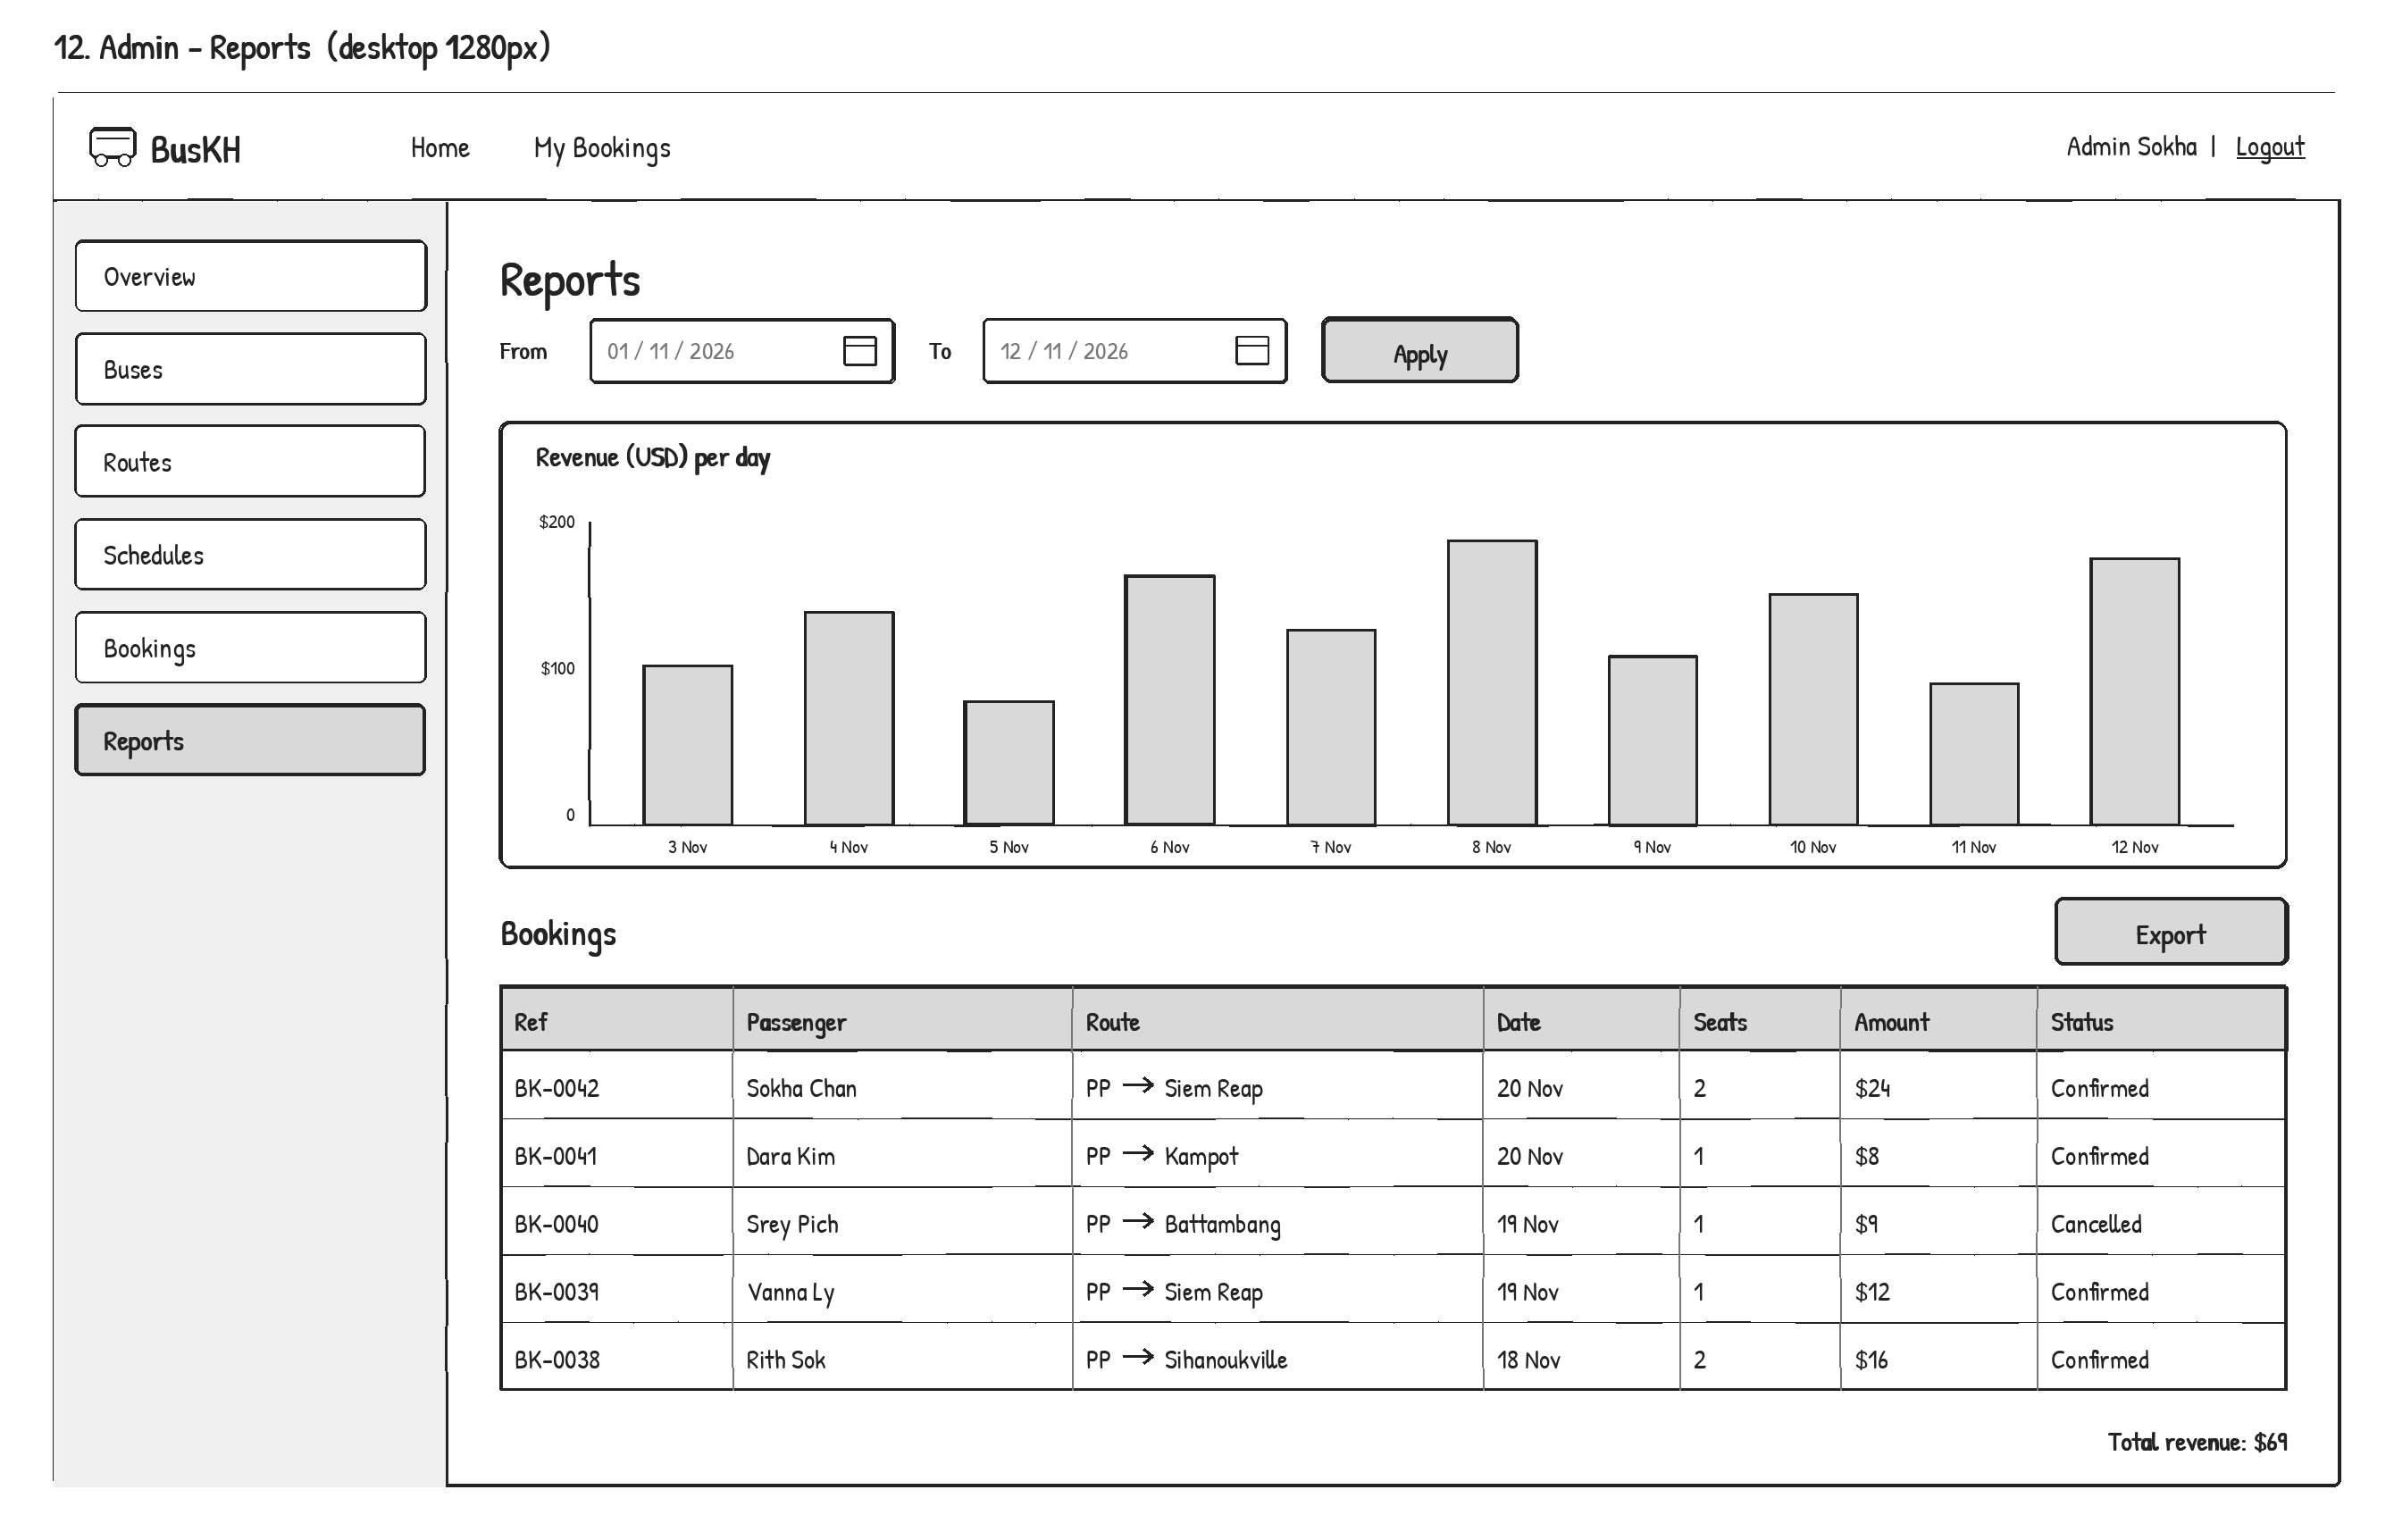 12. Admin – Reports (desktop 1280px)
BusKH Home My Bookings Admin Sokha | Logout
Overview
Buses
Routes
Schedules
Bookings
Reports
Reports
From 01 / 11 / 2026 To 12 / 11 / 2026 Apply
Revenue (USD) per day
$200
$100
0
3 Nov 4 Nov 5 Nov 6 Nov 7 Nov 8 Nov 9 Nov 10 Nov 11 Nov 12 Nov
Bookings Export
Ref Passenger Route Date Seats Amount Status
BK-0042 Sokha Chan PP → Siem Reap 20 Nov 2 $24 Confirmed
BK-0041 Dara Kim PP → Kampot 20 Nov 1 $8 Confirmed
BK-0040 Srey Pich PP → Battambang 19 Nov 1 $9 Cancelled
BK-0039 Vanna Ly PP → Siem Reap 19 Nov 1 $12 Confirmed
BK-0038 Rith Sok PP → Sihanoukville 18 Nov 2 $16 Confirmed
Total revenue: $69